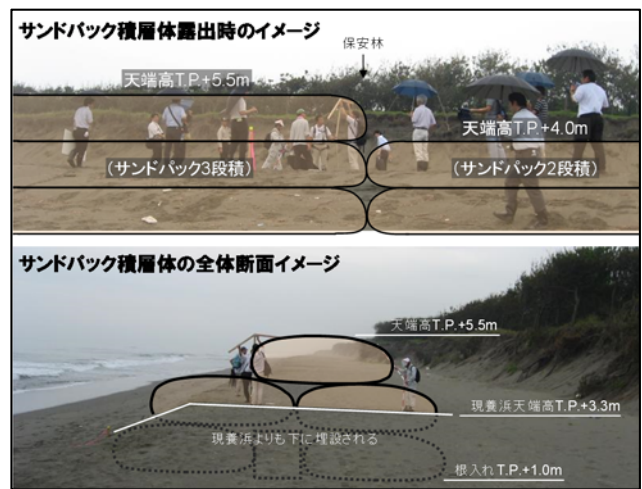 サンドバック積層体露出時のイメージ
保安林
天端高T.P.+5.5m
天端高T.P.+4.0m
(サンドパック3段積)
(サンドパック2段積)
サンドバック積層体の全体断面イメージ
天端高T.P.+5.5m
現養浜天端高T.P.+3.3m
現養浜よりも下に埋設される
根入れT.P.+1.0m